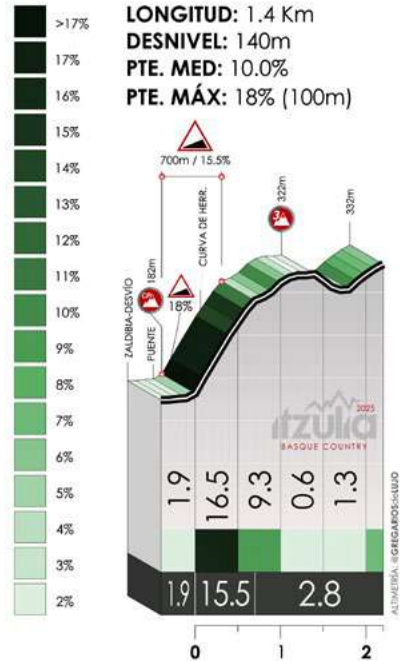 LONGITUD: 1.4 Km
DESNIVEL: 140m
PTE. MED: 10.0%
PTE. MÁX: 18% (100m)
>17%
17%
16%
15%
14%
13%
12%
11%
10%
9%
8%
7%
6%
5%
4%
3%
2%
700m / 15.5%
ZALDIBIA-DESVÍO
PUENTE
182m
18%
CURVA DE HERR.
3ª
322m
332m
2025
itzulia
BASQUE COUNTRY
1.9 16.5 9.3 0.6 1.3
1.9 15.5 2.8
0 1 2
ALTIMETRÍA: @GREGARIOSdeLUJO